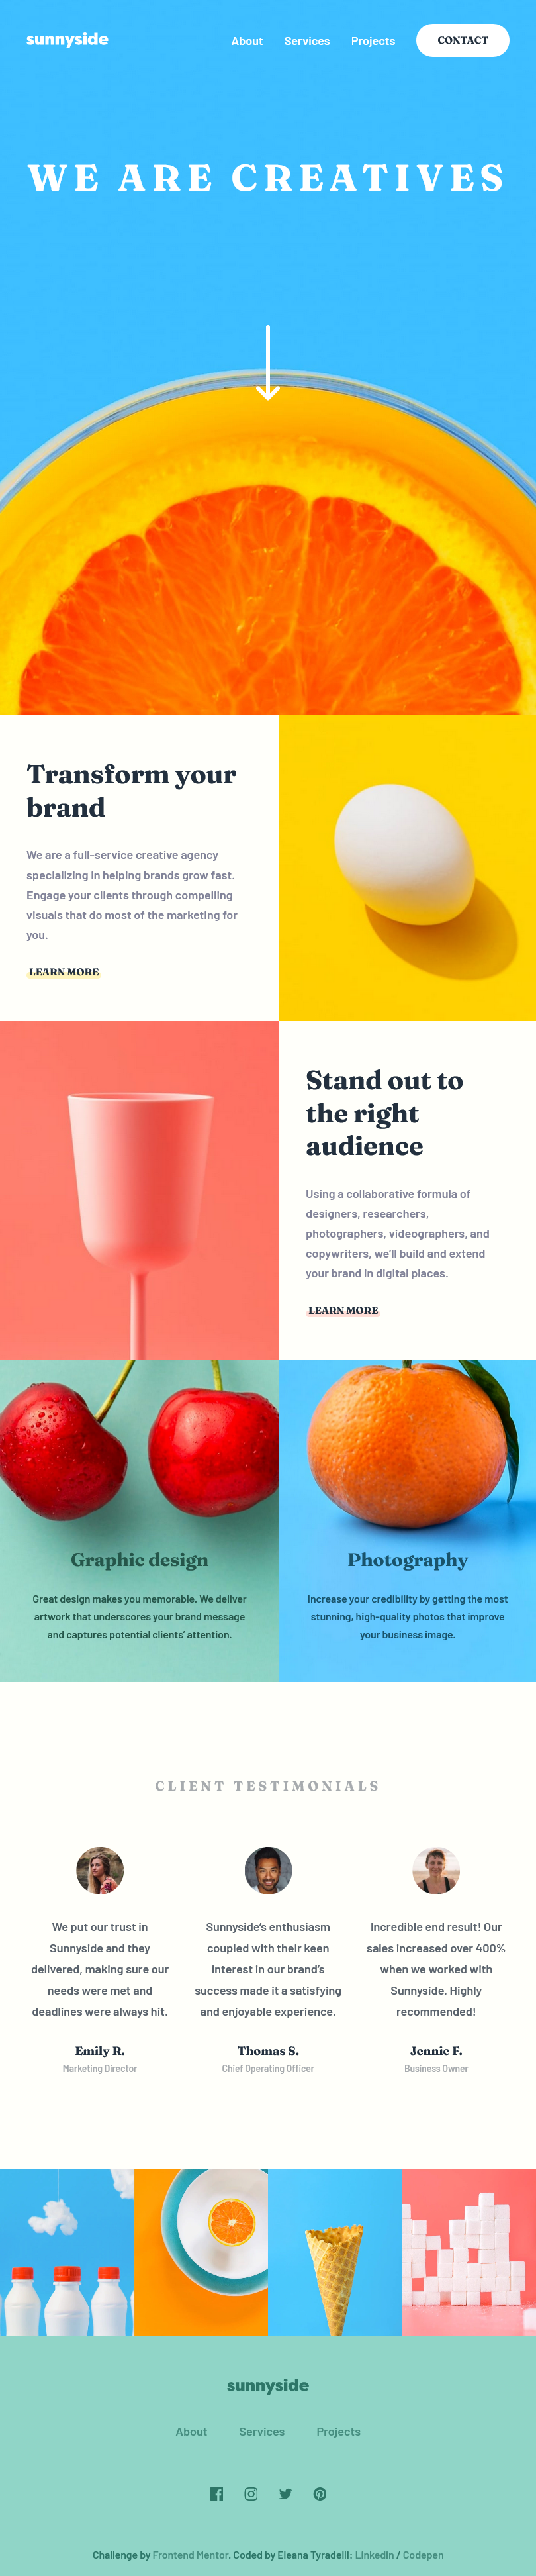 sunnyside
About Services Projects CONTACT
WE ARE CREATIVES
Transform your
brand
We are a full-service creative agency
specializing in helping brands grow fast.
Engage your clients through compelling
visuals that do most of the marketing for
you.
LEARN MORE
Stand out to
the right
audience
Using a collaborative formula of
designers, researchers,
photographers, videographers, and
copywriters, we’ll build and extend
your brand in digital places.
LEARN MORE
Graphic design
Great design makes you memorable. We deliver
artwork that underscores your brand message
and captures potential clients’ attention.
Photography
Increase your credibility by getting the most
stunning, high-quality photos that improve
your business image.
CLIENT TESTIMONIALS
We put our trust in
Sunnyside and they
delivered, making sure our
needs were met and
deadlines were always hit.
Emily R.
Marketing Director
Sunnyside’s enthusiasm
coupled with their keen
interest in our brand’s
success made it a satisfying
and enjoyable experience.
Thomas S.
Chief Operating Officer
Incredible end result! Our
sales increased over 400%
when we worked with
Sunnyside. Highly
recommended!
Jennie F.
Business Owner
sunnyside
About Services Projects
Challenge by Frontend Mentor. Coded by Eleana Tyradelli: Linkedin / Codepen